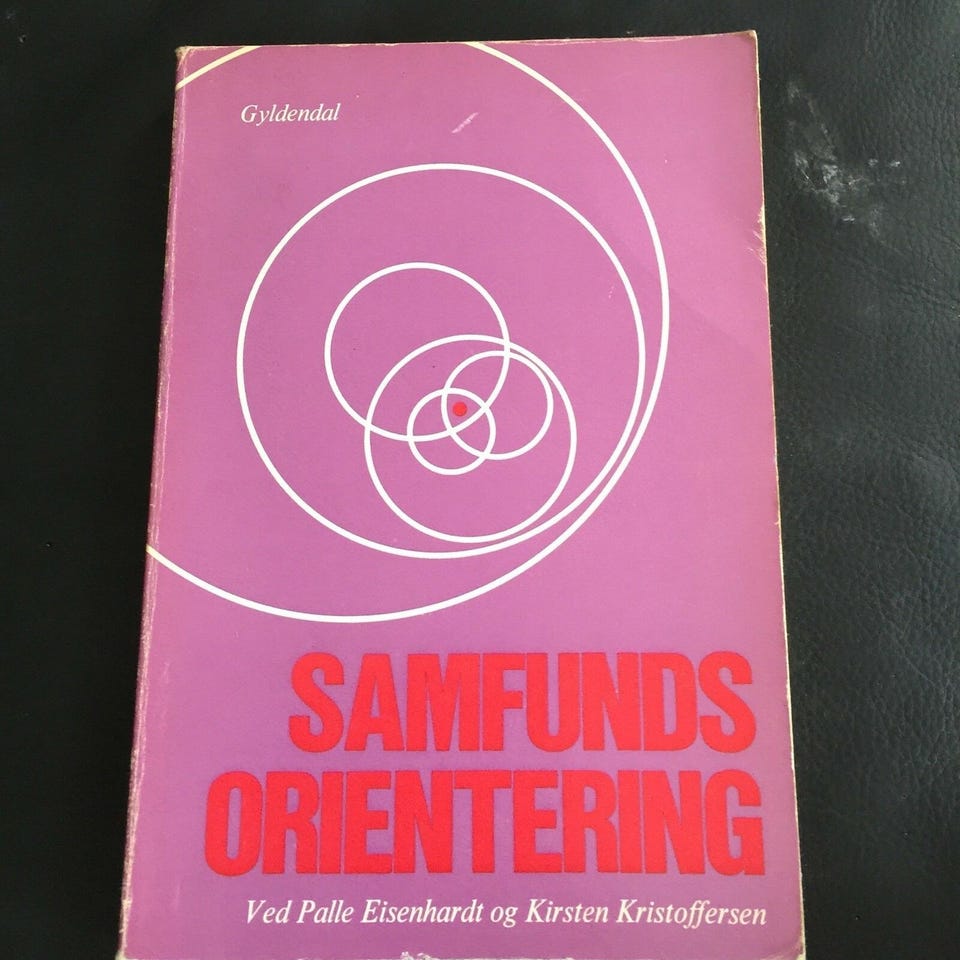 Gyldendal
SAMFUNDS
ORIENTERING
Ved Palle Eisenhardt og Kirsten Kristoffersen